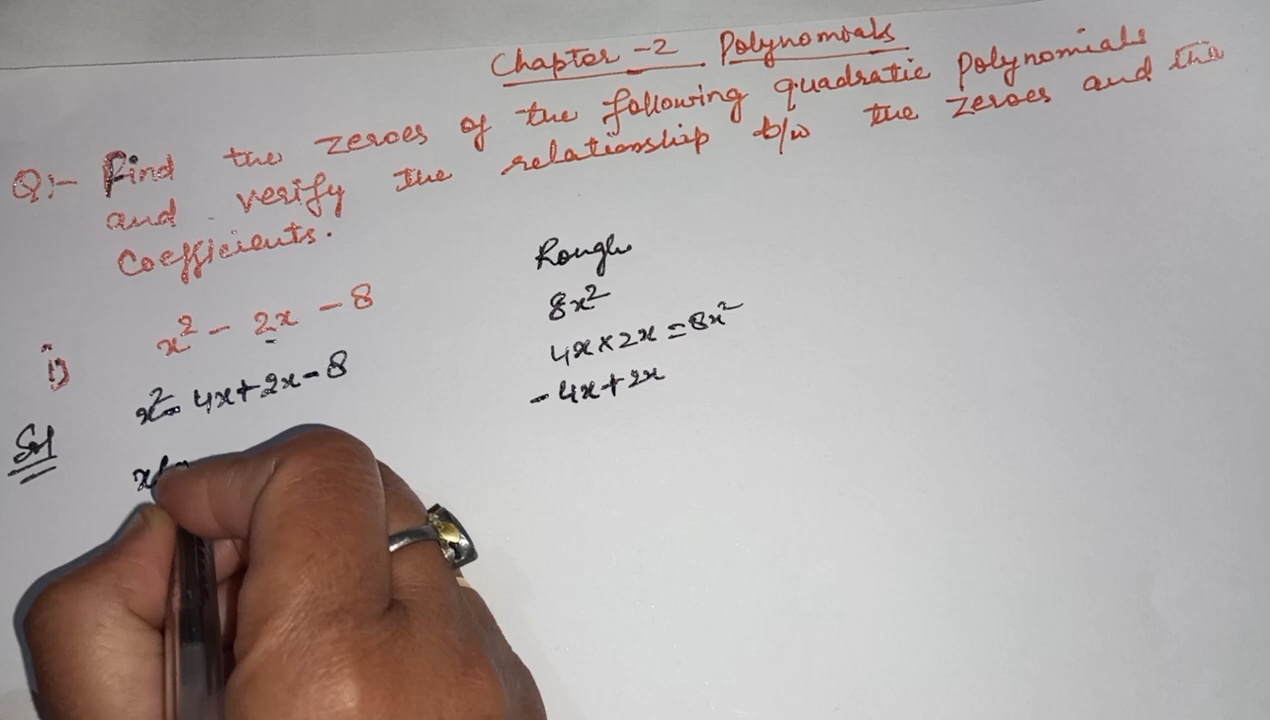 Chapter -2 Polynomials
Q:- Find the zeroes of the following quadratic polynomials
and verify the relationship b/w the zeroes and the
Coefficients.
i) x² - 2x - 8
Sol x² - 4x + 2x - 8
x(x
Rough
8x²
4x × 2x = 8x²
- 4x + 2x